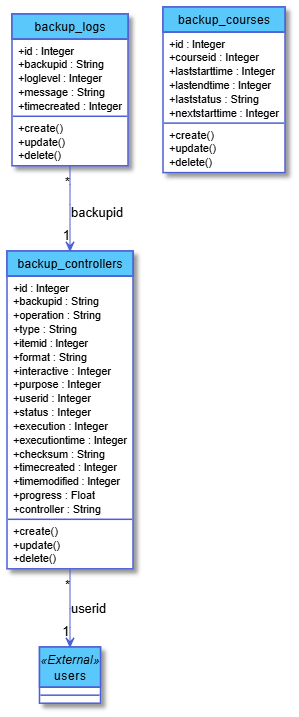 backup_logs
+id : Integer
+backupid : String
+loglevel : Integer
+message : String
+timecreated : Integer
+create()
+update()
+delete()
backup_courses
+id : Integer
+courseid : Integer
+laststarttime : Integer
+lastendtime : Integer
+laststatus : String
+nextstarttime : Integer
+create()
+update()
+delete()
*
backupid
1
backup_controllers
+id : Integer
+backupid : String
+operation : String
+type : String
+itemid : Integer
+format : String
+interactive : Integer
+purpose : Integer
+userid : Integer
+status : Integer
+execution : Integer
+executiontime : Integer
+checksum : String
+timecreated : Integer
+timemodified : Integer
+progress : Float
+controller : String
+create()
+update()
+delete()
*
userid
1
«External»
users